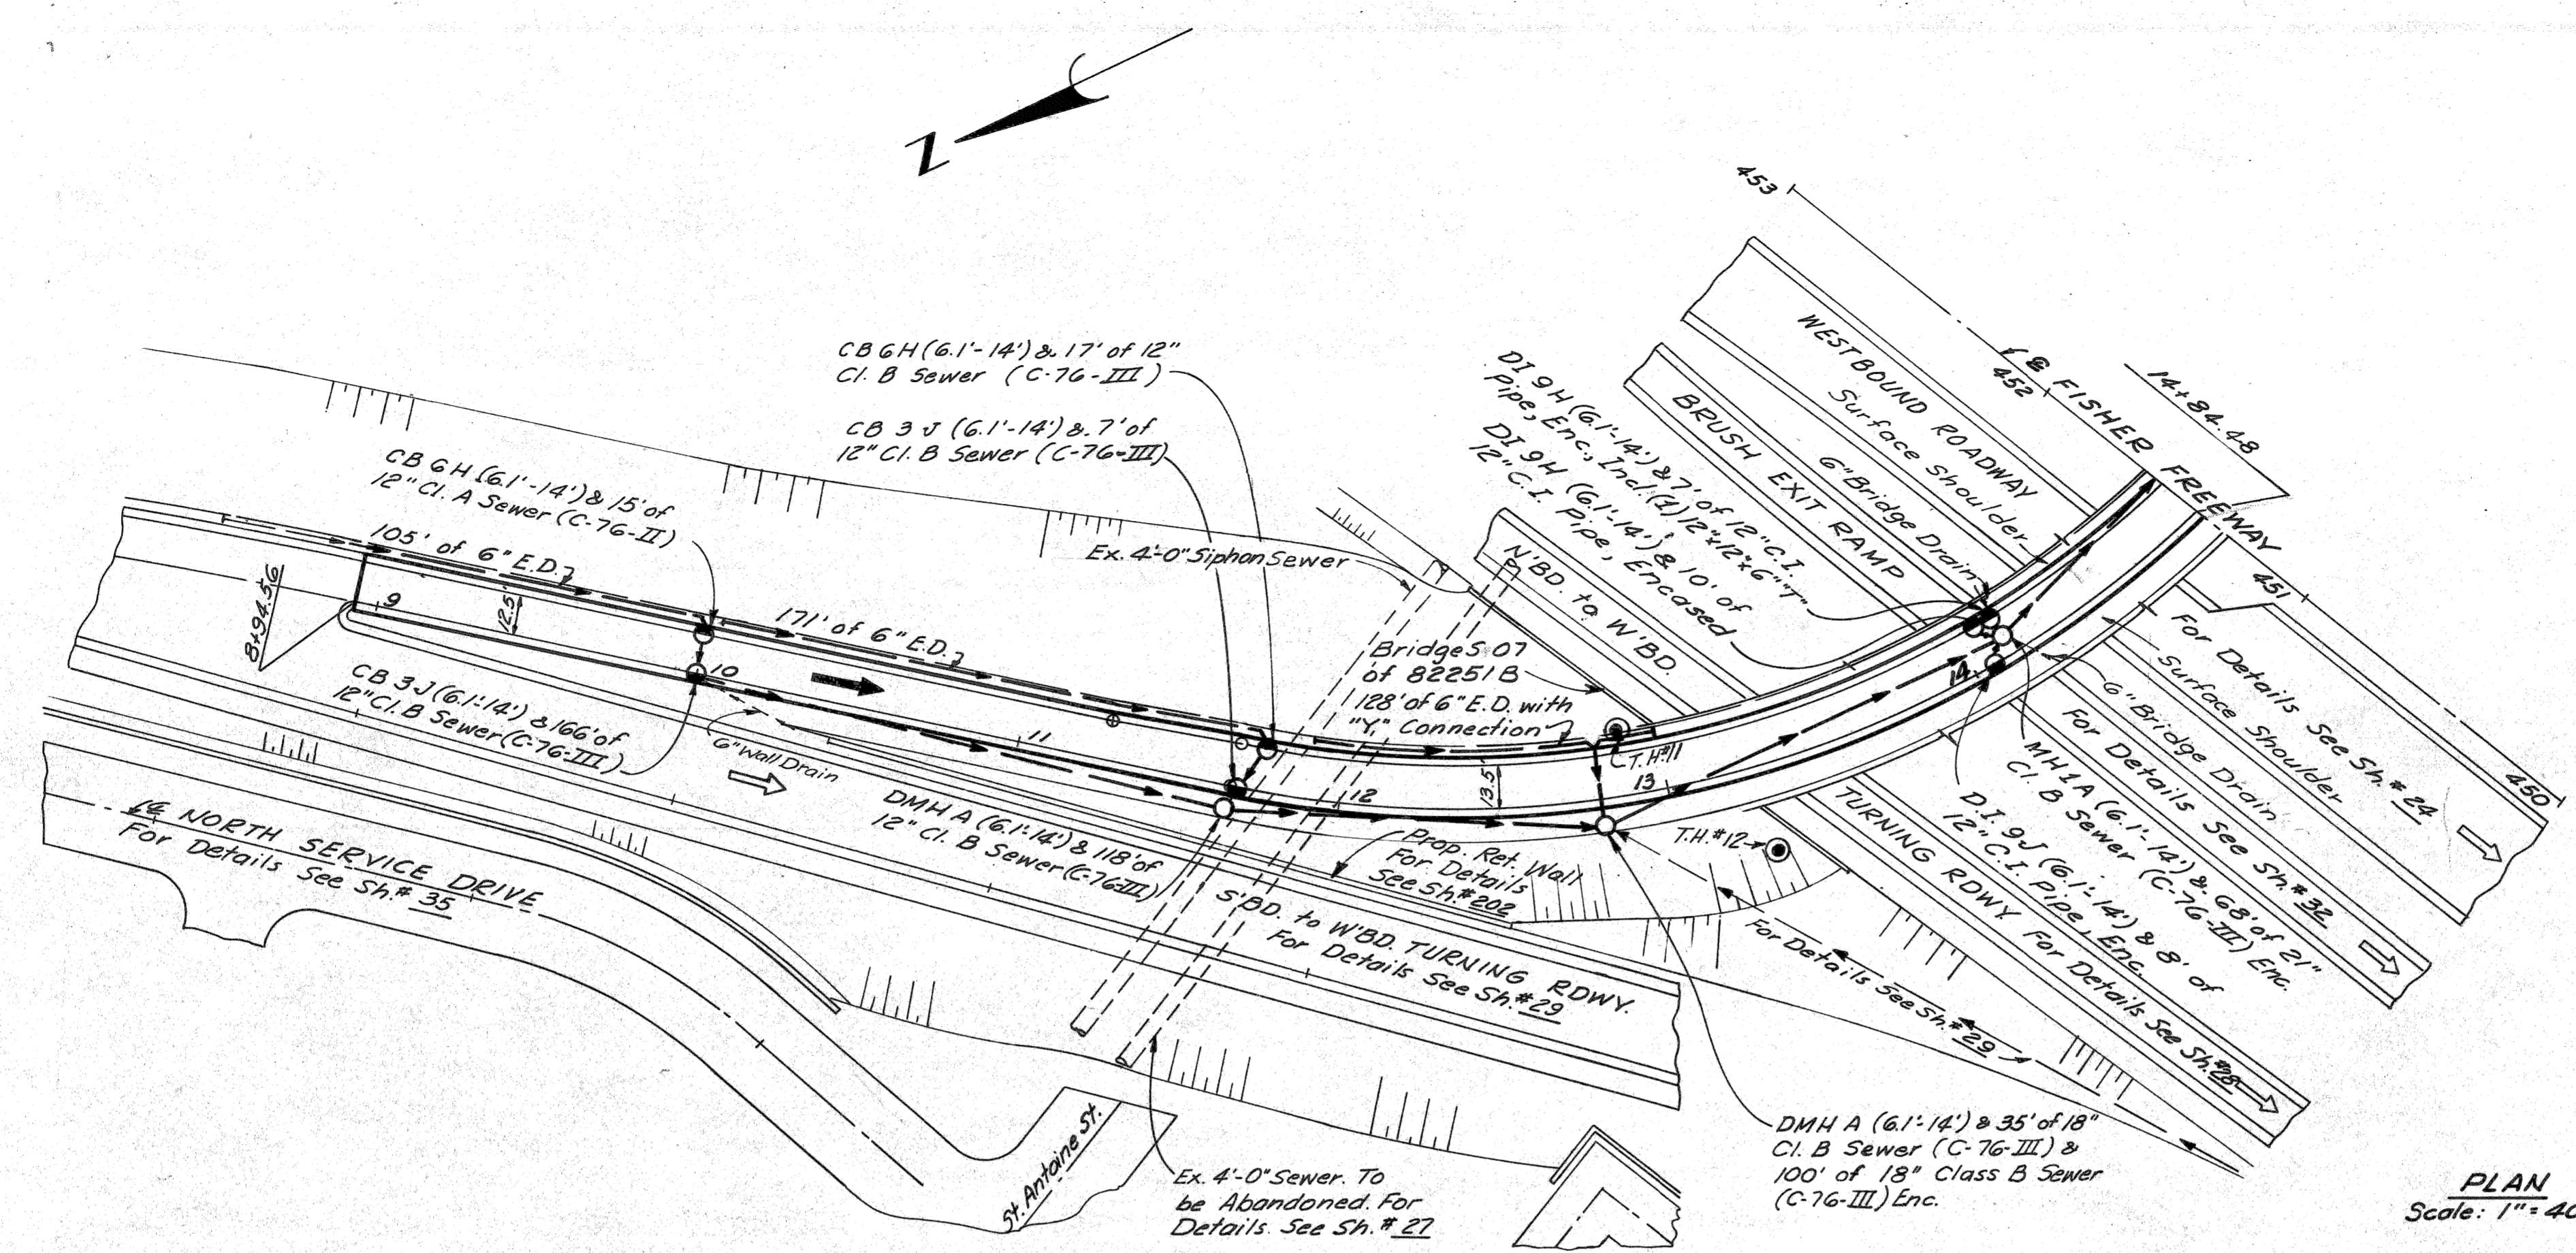 N
453
WESTBOUND ROADWAY
Surface Shoulder
452
℄ FISHER FREEWAY
14+84.48
451
450
CB 6H (6.1'-14') & 17' of 12"
Cl. B Sewer (C-76-III)
CB 3J (6.1'-14') & 7' of
12" Cl. B Sewer (C-76-III)
CB 6H (6.1'-14') & 15' of
12" Cl. A Sewer (C-76-II)
105' of 6" E.D.
171' of 6" E.D.
Ex. 4'-0" Siphon Sewer
DI 9H (6.1'-14') & 7' of 12" C.I.
Pipe, Enc., Incl. (1) 12"x12"x6" "T"
DI 9H (6.1'-14') & 10' of
12" C.I. Pipe, Encased
BRUSH EXIT RAMP
6" Bridge Drain
N'BD. to W'BD.
Bridge S-07
of 82251B
128' of 6" E.D. with
"Y" Connection
T.H.#11
8+94.56
9
12.5
10
11
12
13.5
13
14
CB 3J (6.1'-14') & 166' of
12" Cl. B Sewer (C-76-III)
6" Wall Drain
DMH A (6.1'-14') & 118' of
12" Cl. B Sewer (C-76-III)
Prop. Ret. Wall
For Details
See Sh.#202
T.H.#12
For Details See Sh.#24
Surface Shoulder
6" Bridge Drain
For Details See Sh.#32
MH 1A (6.1'-14') & 68' of 21"
Cl. B Sewer (C-76-III) Enc.
D.I. 9J (6.1'-14') & 8' of
12" C.I. Pipe, Enc.
TURNING RDWY. For Details See Sh.#28
For Details See Sh.#29
℄ NORTH SERVICE DRIVE
For Details See Sh.# 35
S'BD. to W'BD. TURNING RDWY.
For Details See Sh.#29
St. Antoine St.
Ex. 4'-0" Sewer. To
be Abandoned. For
Details. See Sh.# 27
DMH A (6.1'-14') & 35' of 18"
Cl. B Sewer (C-76-III) &
100' of 18" Class B Sewer
(C-76-III) Enc.
PLAN
Scale: 1" = 40